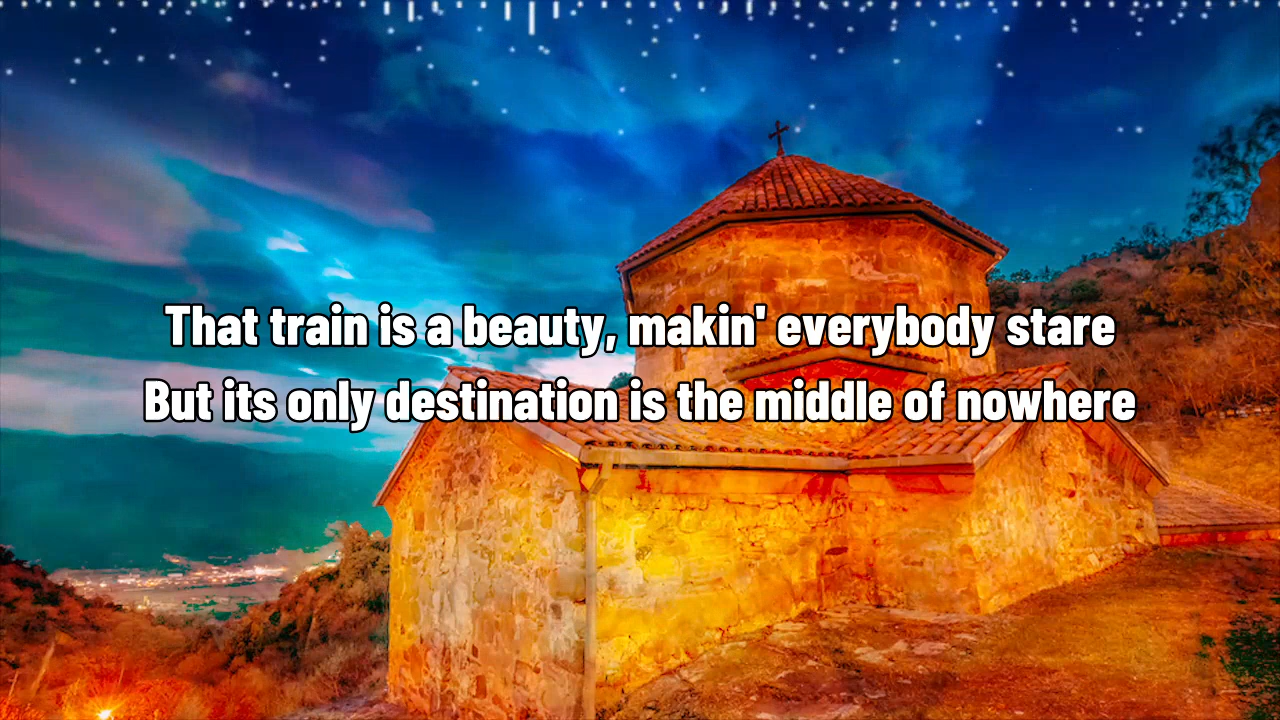 That train is a beauty, makin' everybody stare
But its only destination is the middle of nowhere